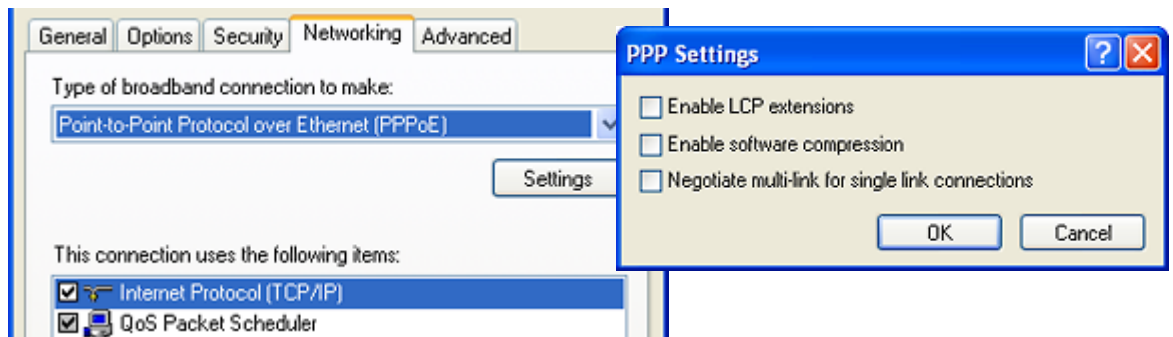 General Options Security Networking Advanced
Type of broadband connection to make:
Point-to-Point Protocol over Ethernet (PPPoE)
Settings
This connection uses the following items:
Internet Protocol (TCP/IP)
QoS Packet Scheduler
PPP Settings
Enable LCP extensions
Enable software compression
Negotiate multi-link for single link connections
OK Cancel